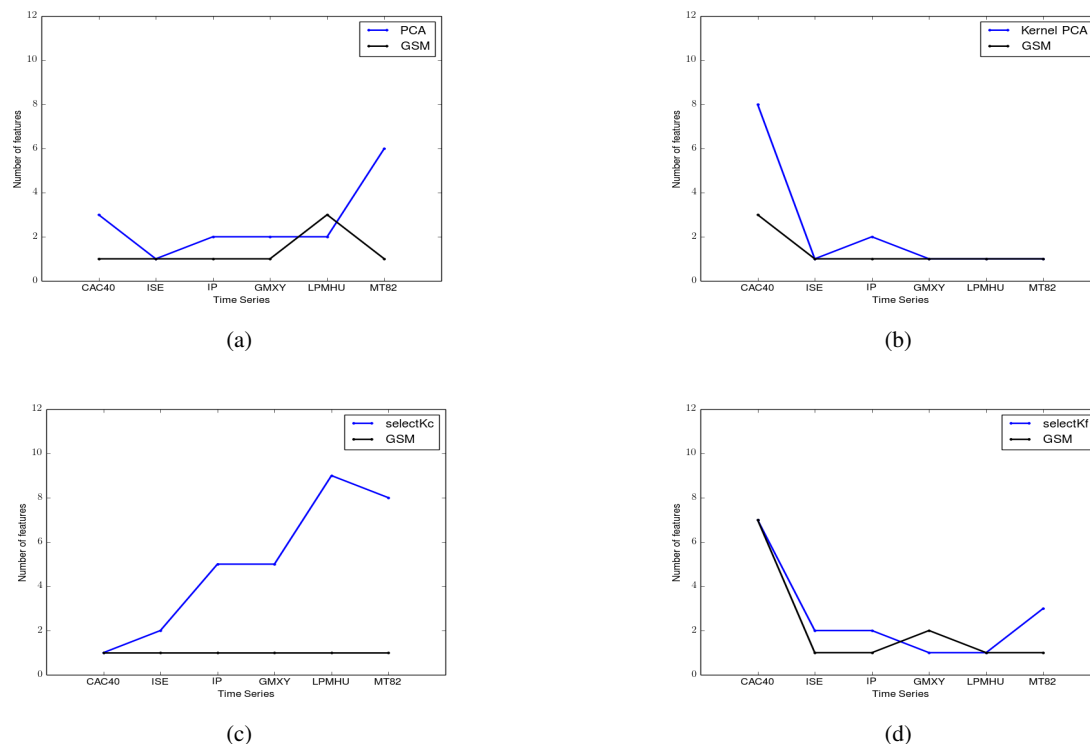 PCA
GSM
12
10
8
6
4
2
0
Number of features
CAC40 ISE IP GMXY LPMHU MT82
Time Series
(a)
Kernel PCA
GSM
12
10
8
6
4
2
0
Number of features
CAC40 ISE IP GMXY LPMHU MT82
Time Series
(b)
selectKc
GSM
12
10
8
6
4
2
0
Number of features
CAC40 ISE IP GMXY LPMHU MT82
Time Series
(c)
selectKf
GSM
12
10
8
6
4
2
0
Number of features
CAC40 ISE IP GMXY LPMHU MT82
Time Series
(d)